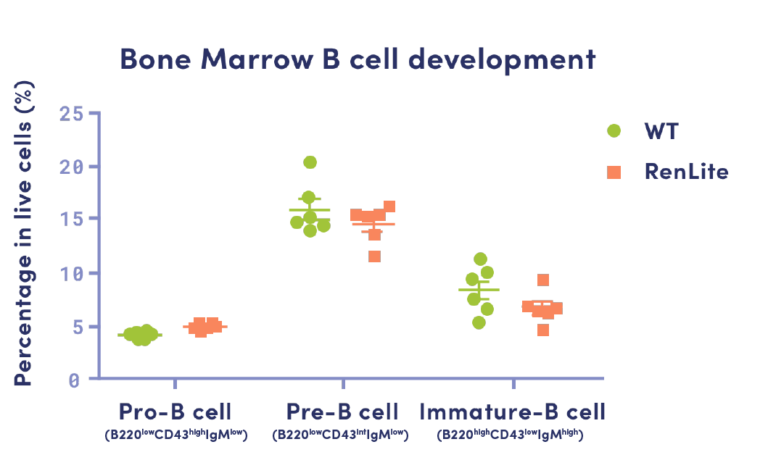 Bone Marrow B cell development
Percentage in live cells (%)
25
20
15
10
5
0
WT
RenLite
Pro-B cell Pre-B cell Immature-B cell
(B220lowCD43highIgMlow) (B220lowCD43intIgMlow) (B220highCD43lowIgMhigh)